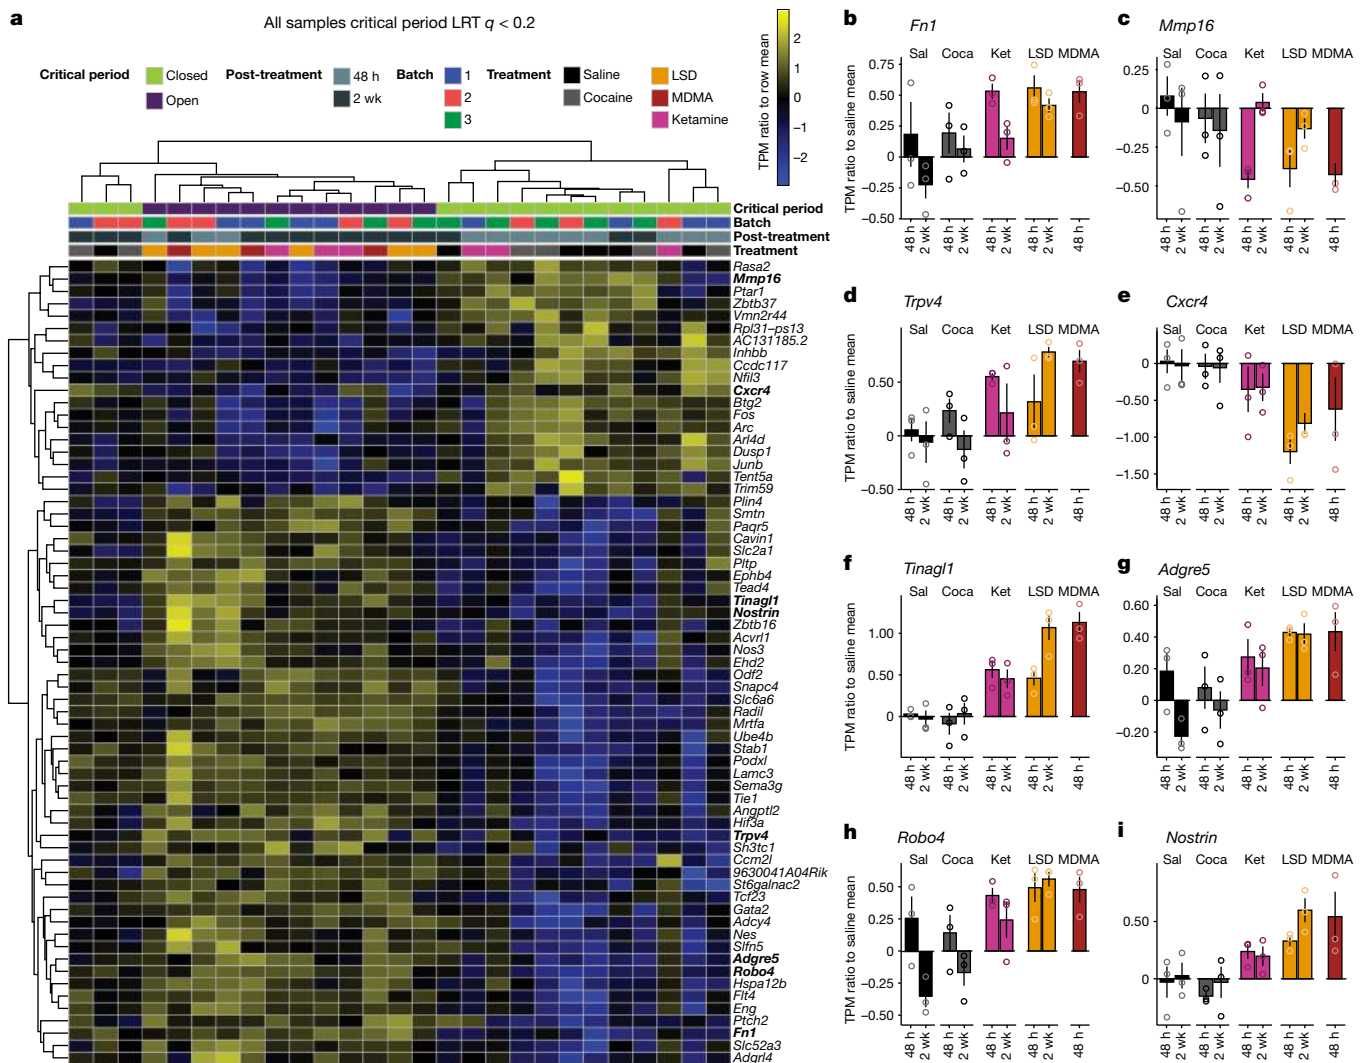 a
All samples critical period LRT q < 0.2
Critical period
Closed
Open
Post-treatment
48 h
2 wk
Batch
1
2
3
Treatment
Saline
Cocaine
LSD
MDMA
Ketamine
TPM ratio to row mean
2
1
0
−1
−2
Critical period
Batch
Post-treatment
Treatment
Rasa2
Mmp16
Ptar1
Zbtb37
Vmn2r44
Rpl31–ps13
AC131185.2
Inhbb
Ccdc117
Nfil3
Cxcr4
Btg2
Fos
Arc
Arl4d
Dusp1
Junb
Tent5a
Trim59
Plin4
Smtn
Paqr5
Cavin1
Slc2a1
Pltp
Ephb4
Tead4
Tinagl1
Nostrin
Zbtb16
Acvrl1
Nos3
Ehd2
Odf2
Snapc4
Slc6a6
Radil
Mrtfa
Ube4b
Stab1
Podxl
Lamc3
Sema3g
Tie1
Angptl2
Hif3a
Trpv4
Sh3tc1
Ccm2l
9630041A04Rik
St6galnac2
Tcf23
Gata2
Adcy4
Nes
Slfn5
Adgre5
Robo4
Hspa12b
Flt4
Eng
Ptch2
Fn1
Slc52a3
Adgrl4
b
Fn1
Sal Coca Ket LSD MDMA
TPM ratio to saline mean
0.75
0.50
0.25
0
−0.25
−0.50
48 h 2 wk 48 h 2 wk 48 h 2 wk 48 h 2 wk 48 h
c
Mmp16
Sal Coca Ket LSD MDMA
0.25
0
−0.25
−0.50
48 h 2 wk 48 h 2 wk 48 h 2 wk 48 h 2 wk 48 h
d
Trpv4
Sal Coca Ket LSD MDMA
TPM ratio to saline mean
0.50
0
−0.50
48 h 2 wk 48 h 2 wk 48 h 2 wk 48 h 2 wk 48 h
e
Cxcr4
Sal Coca Ket LSD MDMA
0
−0.50
−1.00
−1.50
48 h 2 wk 48 h 2 wk 48 h 2 wk 48 h 2 wk 48 h
f
Tinagl1
Sal Coca Ket LSD MDMA
TPM ratio to saline mean
1.00
0.50
0
48 h 2 wk 48 h 2 wk 48 h 2 wk 48 h 2 wk 48 h
g
Adgre5
Sal Coca Ket LSD MDMA
0.60
0.40
0.20
0
−0.20
48 h 2 wk 48 h 2 wk 48 h 2 wk 48 h 2 wk 48 h
h
Robo4
Sal Coca Ket LSD MDMA
TPM ratio to saline mean
0.50
0.25
0
−0.25
−0.50
48 h 2 wk 48 h 2 wk 48 h 2 wk 48 h 2 wk 48 h
i
Nostrin
Sal Coca Ket LSD MDMA
0.50
0
48 h 2 wk 48 h 2 wk 48 h 2 wk 48 h 2 wk 48 h